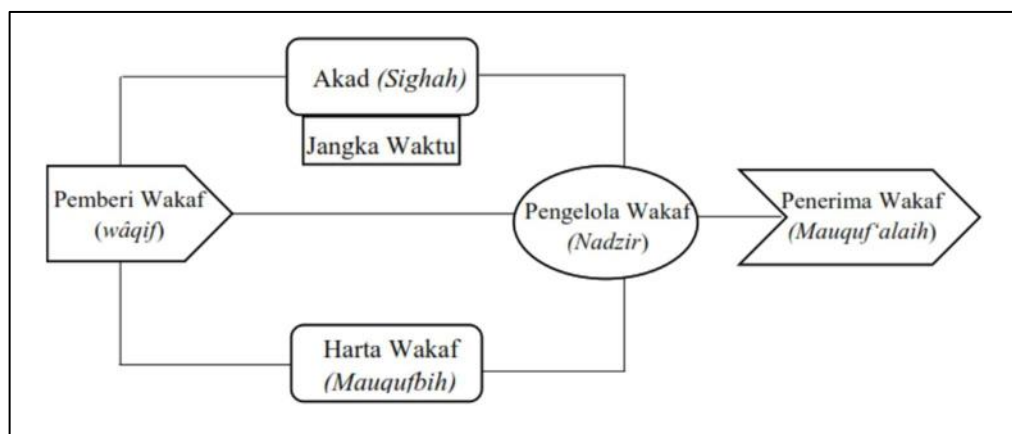 Akad (Sighah)
Jangka Waktu
Pemberi Wakaf
(wâqif)
Pengelola Wakaf
(Nadzir)
Penerima Wakaf
(Mauquf‘alaih)
Harta Wakaf
(Mauqufbih)